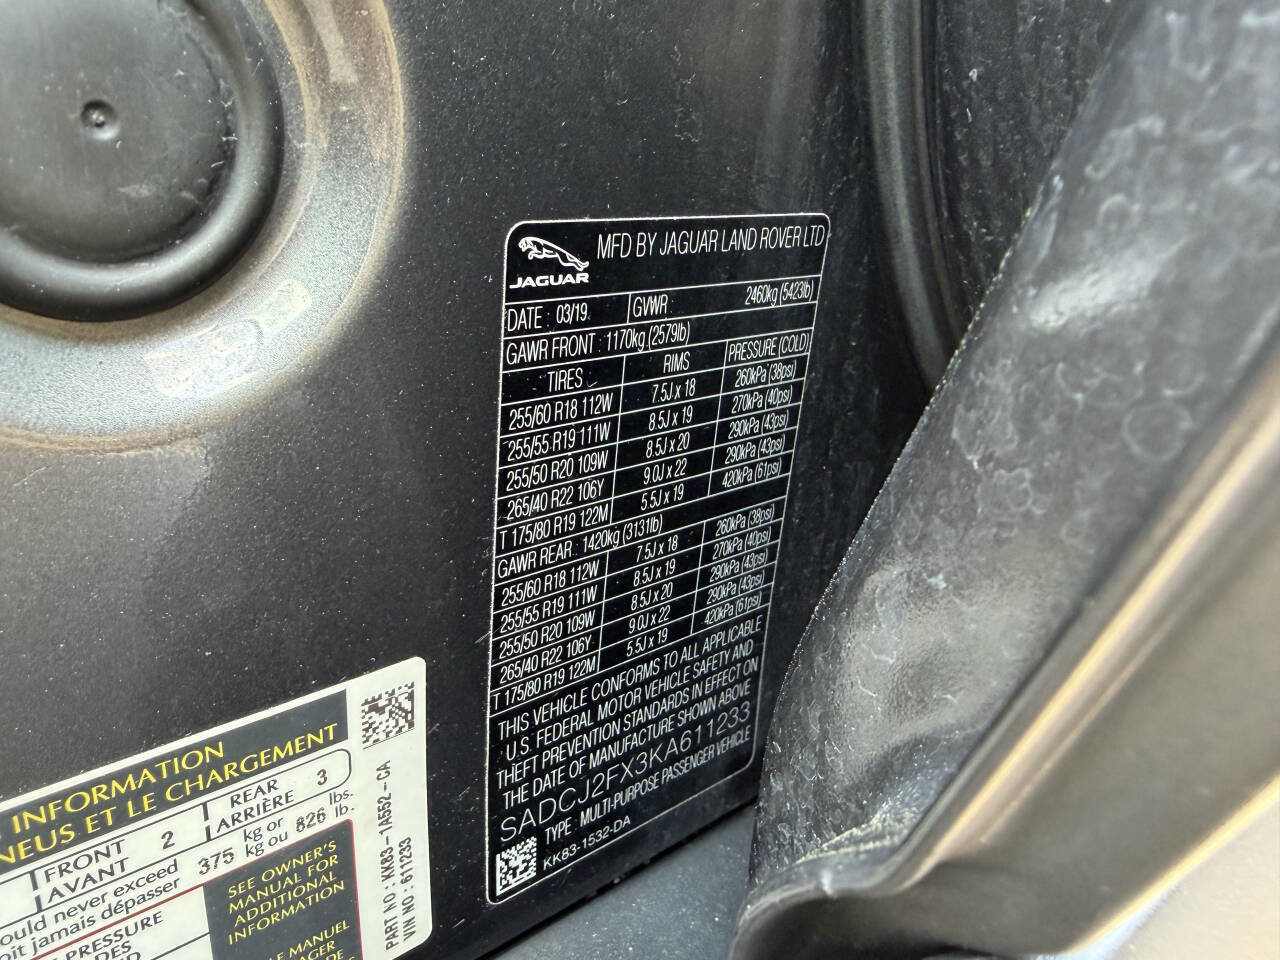 JAGUAR
MFD BY JAGUAR LAND ROVER LTD
DATE : 03/19 GVWR : 2460kg (5423lb)
GAWR FRONT : 1170kg (2579lb)
TIRES RIMS PRESSURE (COLD)
255/60 R18 112W 7.5J x 18 260kPa (38psi)
255/55 R19 111W 8.5J x 19 270kPa (40psi)
255/50 R20 109W 8.5J x 20 290kPa (43psi)
265/40 R22 106Y 9.0J x 22 290kPa (43psi)
T 175/80 R19 122M 5.5J x 19 420kPa (61psi)
GAWR REAR : 1420kg (3131lb)
255/60 R18 112W 7.5J x 18 260kPa (38psi)
255/55 R19 111W 8.5J x 19 270kPa (40psi)
255/50 R20 109W 8.5J x 20 290kPa (43psi)
265/40 R22 106Y 9.0J x 22 290kPa (43psi)
T 175/80 R19 122M 5.5J x 19 420kPa (61psi)
THIS VEHICLE CONFORMS TO ALL APPLICABLE
U.S. FEDERAL MOTOR VEHICLE SAFETY AND
THEFT PREVENTION STANDARDS IN EFFECT ON
THE DATE OF MANUFACTURE SHOWN ABOVE
SADCJ2FX3KA611233
TYPE : MULTI-PURPOSE PASSENGER VEHICLE
KK83-1532-DA
INFORMATION
NEUS ET LE CHARGEMENT
FRONT AVANT 2 REAR ARRIÈRE 3
ould never exceed 375 kg or 826 lbs.
oit jamais dépasser kg ou lb.
PRESSURE
SEE OWNER'S
MANUAL FOR
ADDITIONAL
INFORMATION
LE MANUEL
PART NO : KK83-1A552-CA
VIN NO : 611233